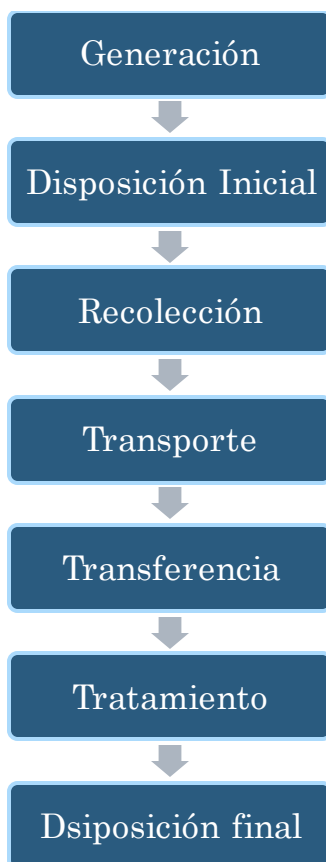 Generación
Disposición Inicial
Recolección
Transporte
Transferencia
Tratamiento
Dsiposición final